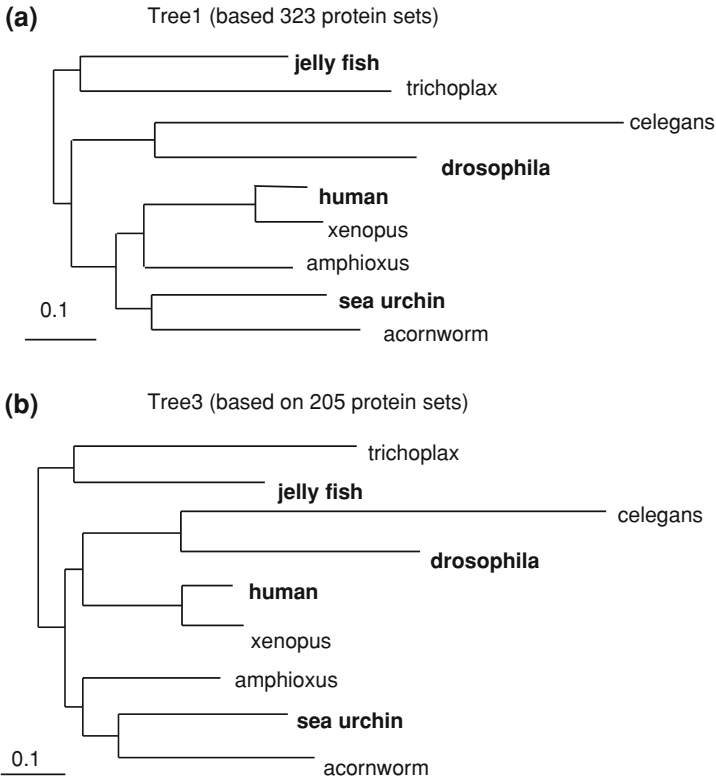 (a)
Tree1 (based 323 protein sets)
jelly fish
trichoplax
celegans
drosophila
human
xenopus
amphioxus
sea urchin
acornworm
0.1
(b)
Tree3 (based on 205 protein sets)
trichoplax
jelly fish
celegans
drosophila
human
xenopus
amphioxus
sea urchin
acornworm
0.1